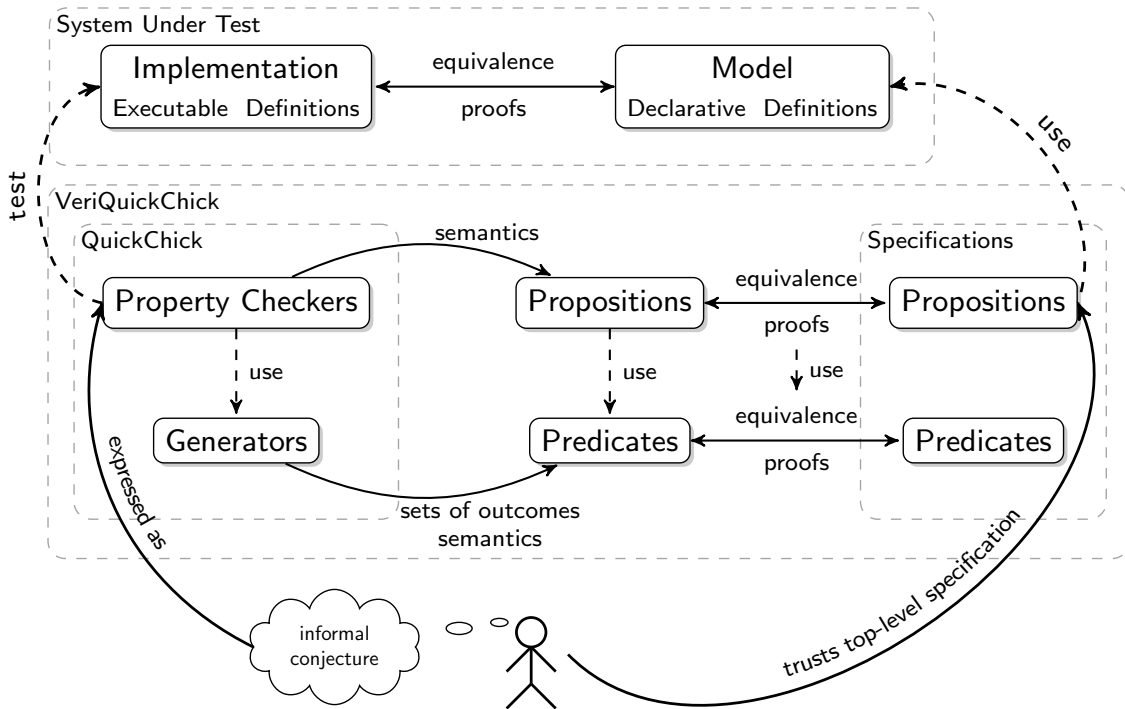 System Under Test
Implementation
Executable Definitions
equivalence
proofs
Model
Declarative Definitions
test
use
VeriQuickChick
QuickChick
semantics
Specifications
Property Checkers
Propositions
equivalence
proofs
Propositions
use
use
use
Generators
Predicates
equivalence
proofs
Predicates
expressed as
sets of outcomes
semantics
trusts top-level specification
informal
conjecture